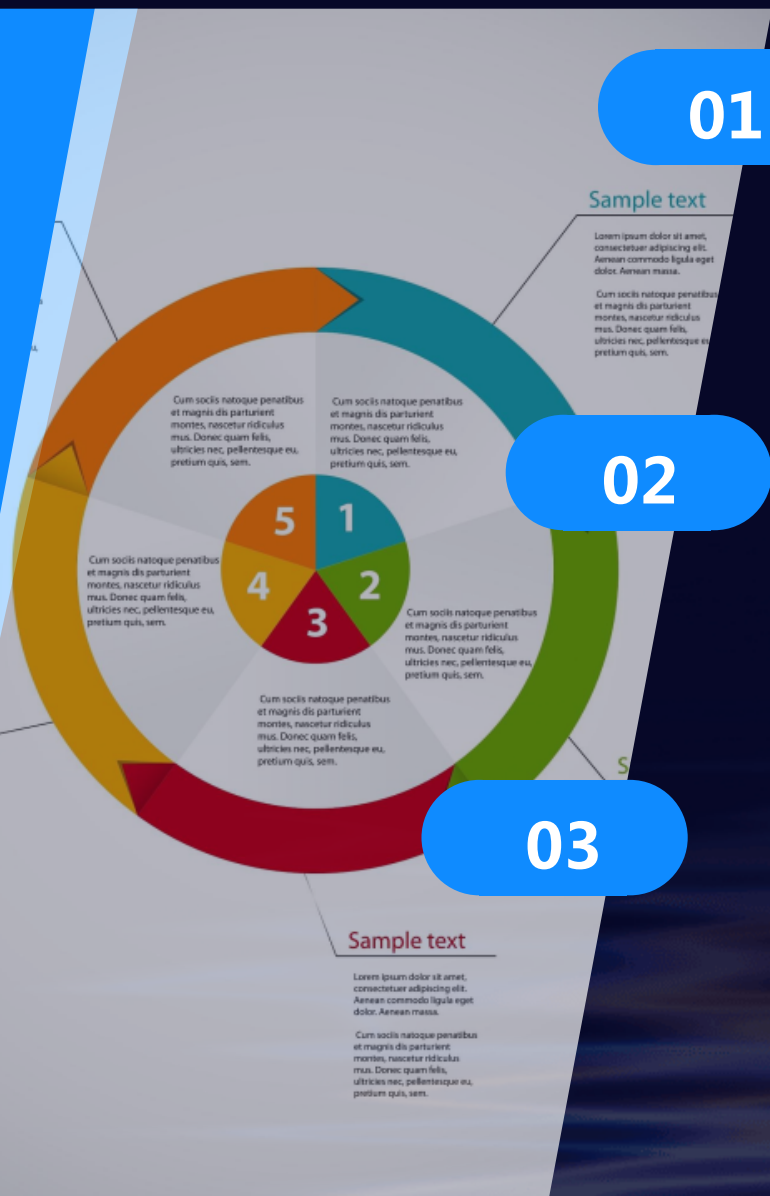 01
Sample text
Lorem ipsum dolor sit amet,
consectetuer adipiscing elit.
Aenean commodo ligula eget
dolor. Aenean massa.
Cum sociis natoque penatibus
et magnis dis parturient
montes, nascetur ridiculus
mus. Donec quam felis,
ultricies nec, pellentesque eu,
pretium quis, sem.
Cum sociis natoque penatibus
et magnis dis parturient
montes, nascetur ridiculus
mus. Donec quam felis,
ultricies nec, pellentesque eu,
pretium quis, sem.
Cum sociis natoque penatibus
et magnis dis parturient
montes, nascetur ridiculus
mus. Donec quam felis,
ultricies nec, pellentesque eu,
pretium quis, sem.
02
5
1
4
2
3
Cum sociis natoque penatibus
et magnis dis parturient
montes, nascetur ridiculus
mus. Donec quam felis,
ultricies nec, pellentesque eu,
pretium quis, sem.
Cum sociis natoque penatibus
et magnis dis parturient
montes, nascetur ridiculus
mus. Donec quam felis,
ultricies nec, pellentesque eu,
pretium quis, sem.
Cum sociis natoque penatibus
et magnis dis parturient
montes, nascetur ridiculus
mus. Donec quam felis,
ultricies nec, pellentesque eu,
pretium quis, sem.
S
03
Sample text
Lorem ipsum dolor sit amet,
consectetuer adipiscing elit.
Aenean commodo ligula eget
dolor. Aenean massa.
Cum sociis natoque penatibus
et magnis dis parturient
montes, nascetur ridiculus
mus. Donec quam felis,
ultricies nec, pellentesque eu,
pretium quis, sem.